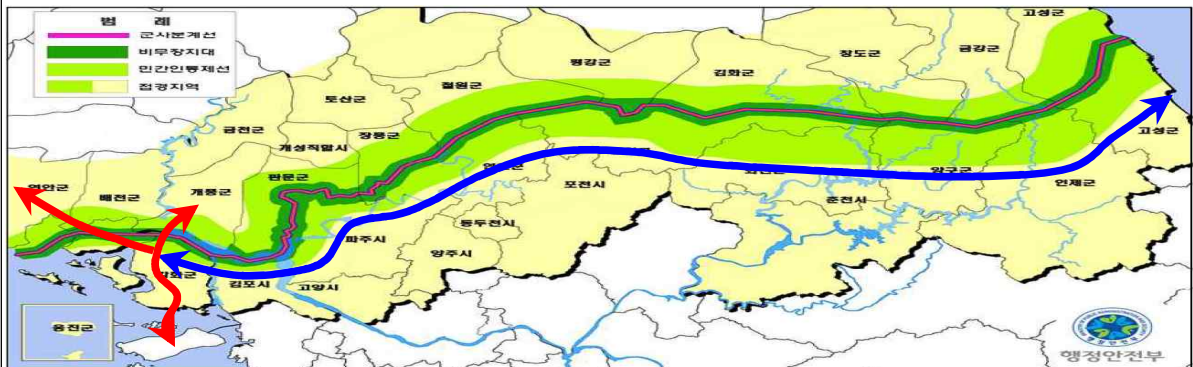 범 례
군사분계선
비무장지대
민간인통제선
접경지역
고성군
금강군
창도군
평강군
김화군
철원군
토산군
금천군
장풍군
개성직할시
판문군
개풍군
배천군
연안군
고성군
인제군
양구군
춘천시
포천시
동두천시
양주시
파주시
고양시
김포시
옹진군
행정안전부